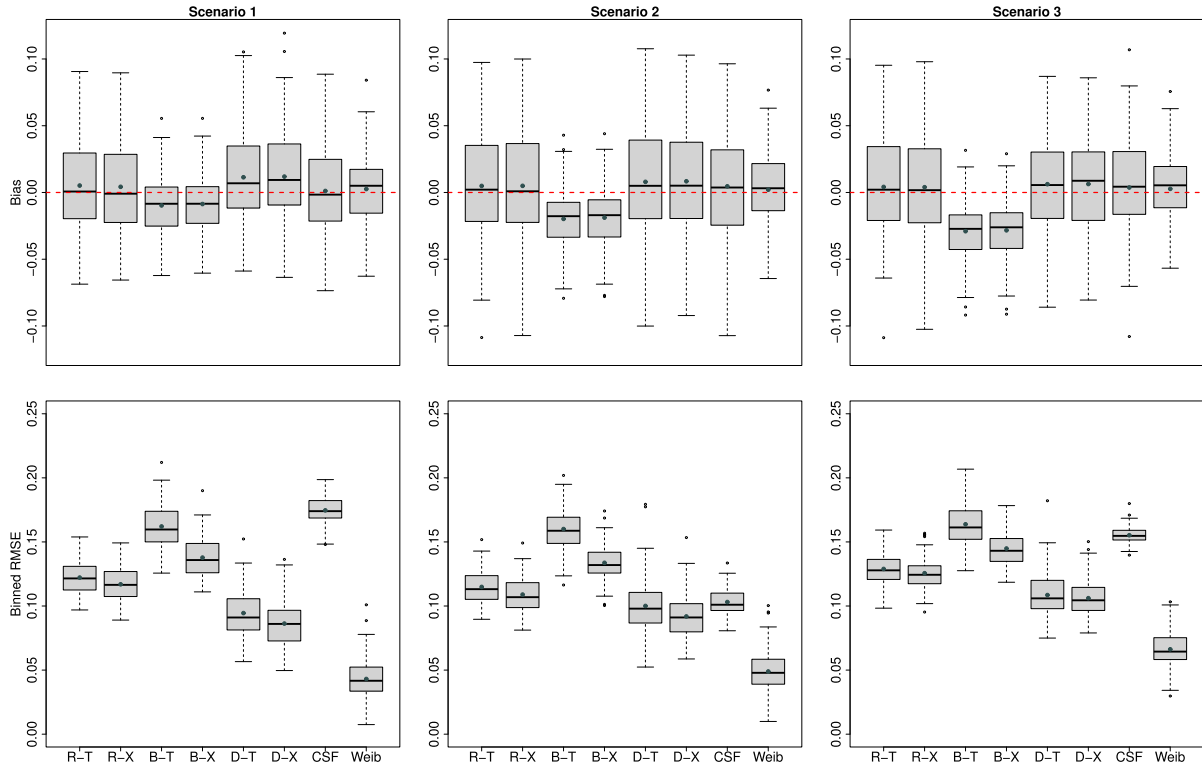 Scenario 1 Scenario 2 Scenario 3
Bias
0.10 0.10 0.10
0.05 0.05 0.05
0.00 0.00 0.00
−0.05 −0.05 −0.05
−0.10 −0.10 −0.10
Binned RMSE
0.25 0.25 0.25
0.20 0.20 0.20
0.15 0.15 0.15
0.10 0.10 0.10
0.05 0.05 0.05
0.00 0.00 0.00
R−T R−X B−T B−X D−T D−X CSF Weib R−T R−X B−T B−X D−T D−X CSF Weib R−T R−X B−T B−X D−T D−X CSF Weib